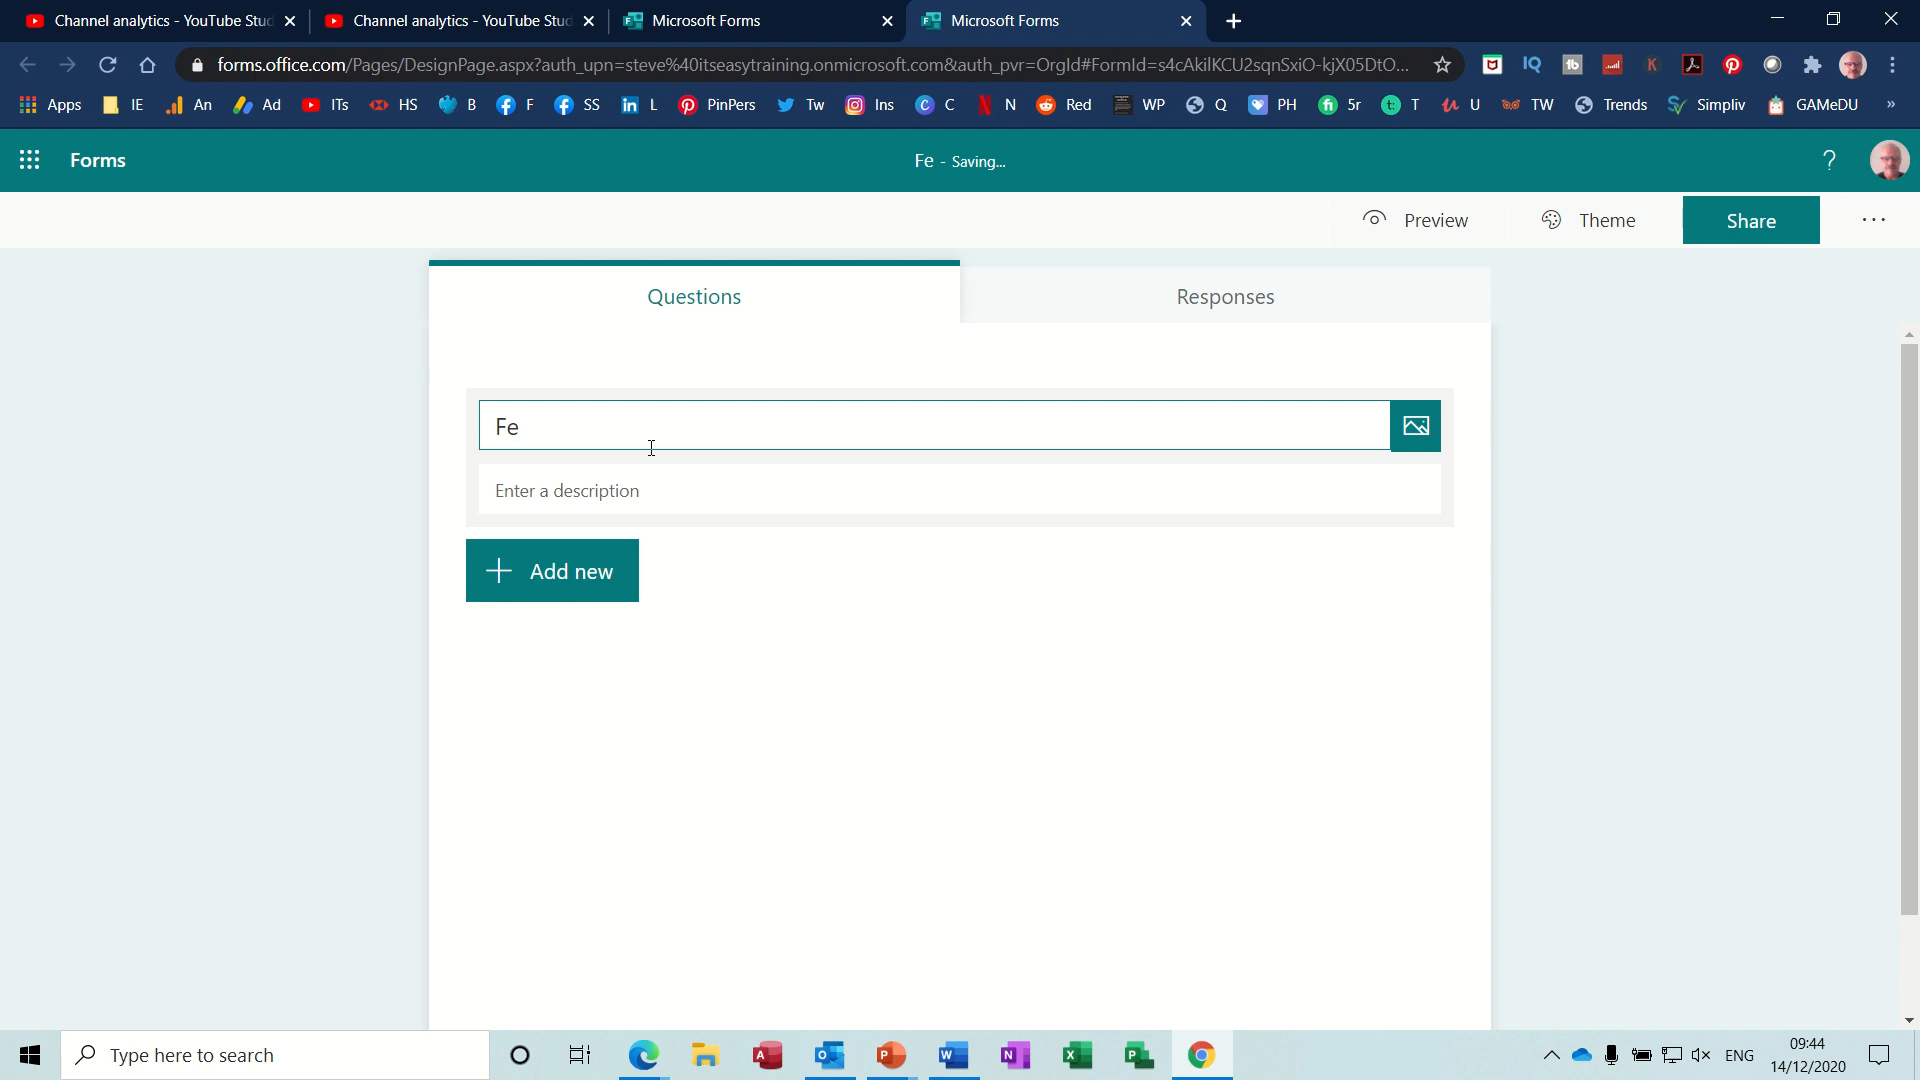 Channel analytics - YouTube Stud
Channel analytics - YouTube Stud
Microsoft Forms
Microsoft Forms
forms.office.com/Pages/DesignPage.aspx?auth_upn=steve%40itseasytraining.onmicrosoft.com&auth_pvr=OrgId#FormId=s4cAkilKCU2sqnSxiO-kjX05DtO...
Apps IE An Ad ITs HS B F SS L PinPers Tw Ins C N Red WP Q PH 5r T U TW Trends Simpliv GAMeDU »
Forms
Fe - Saving...
?
Preview
Theme
Share
...
Questions
Responses
Fe
Enter a description
Add new
Type here to search
ENG
09:44
14/12/2020